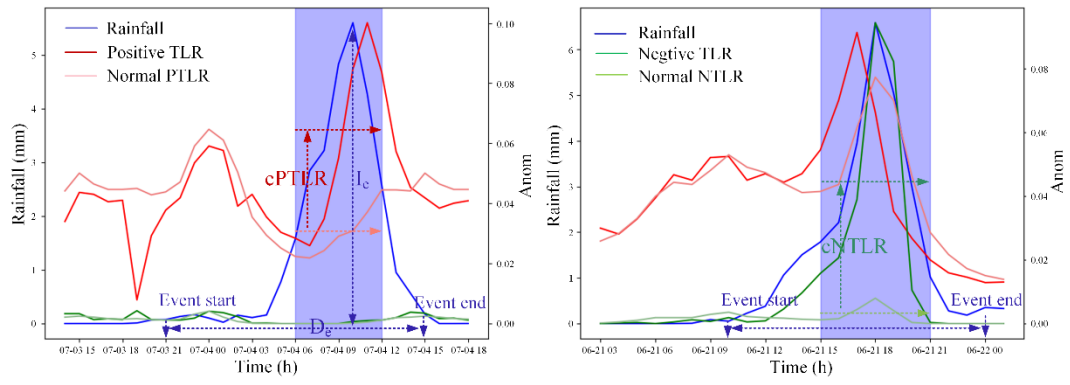 Rainfall
Positive TLR
Normal PTLR
Rainfall (mm)
5
4
3
2
1
0
0.10
0.08
0.06
0.04
0.02
0.00
Anom
cPTLR
I_e
Event start
Event end
D_e
07-03 15
07-03 18
07-03 21
07-04 00
07-04 03
07-04 06
07-04 09
07-04 12
07-04 15
07-04 18
Time (h)
Rainfall
Negtive TLR
Normal NTLR
Rainfall (mm)
6
5
4
3
2
1
0
0.08
0.06
0.04
0.02
0.00
Anom
cNTLR
Event start
Event end
06-21 03
06-21 06
06-21 09
06-21 12
06-21 15
06-21 18
06-21 21
06-22 00
Time (h)